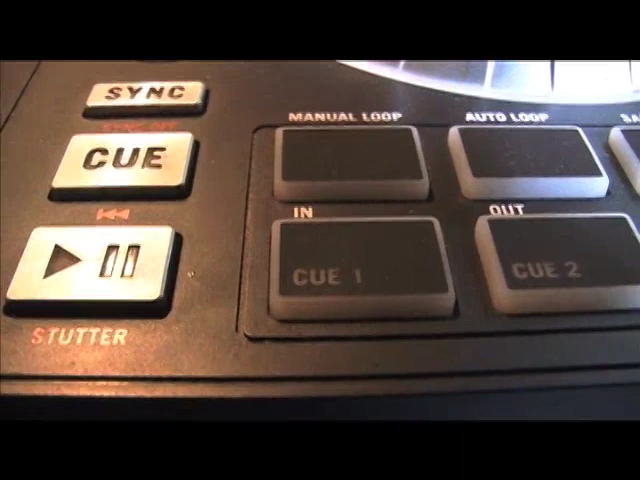 SYNC
CUE
STUTTER
MANUAL LOOP
AUTO LOOP
IN
OUT
CUE 1
CUE 2